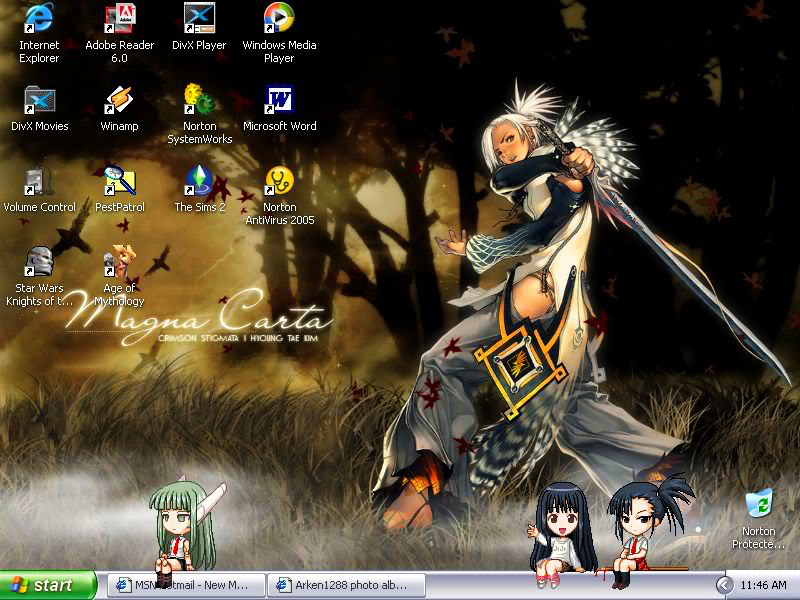 Internet Explorer
Adobe Reader 6.0
DivX Player
Windows Media Player
DivX Movies
Winamp
Norton SystemWorks
Microsoft Word
Volume Control
PestPatrol
The Sims 2
Norton AntiVirus 2005
Star Wars Knights of t...
Age of Mythology
Magna Carta
CRIMSON STIGMATA | HYOUNG TAE KIM
Norton Protecte...
start
MSN Hotmail - New M...
Arken1288 photo alb...
11:46 AM